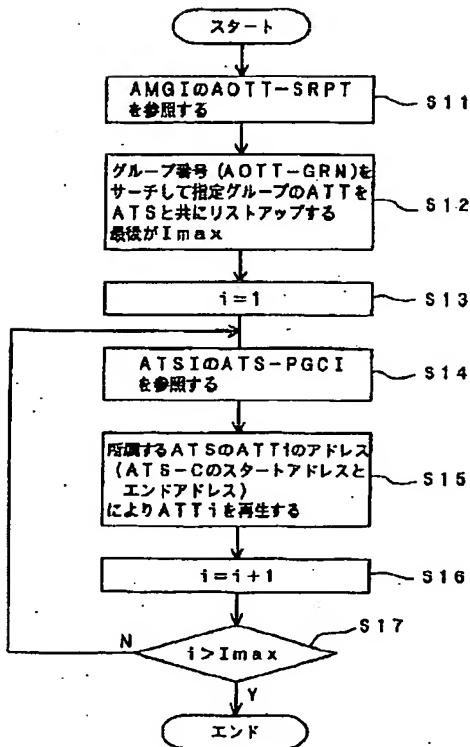 スタート
AMGIのAOTT-SRPT
を参照する
S11
グループ番号(AOTT-GRN)を
サーチして指定グループのATTを
ATSと共にリストアップする
最後がImax
S12
i=1
S13
ATSIのATS-PGCI
を参照する
S14
所属するATSのATTiのアドレス
(ATS-Cのスタートアドレスと
エンドアドレス)
によりATTiを再生する
S15
i=i+1
S16
i>Imax
S17
N
Y
エンド